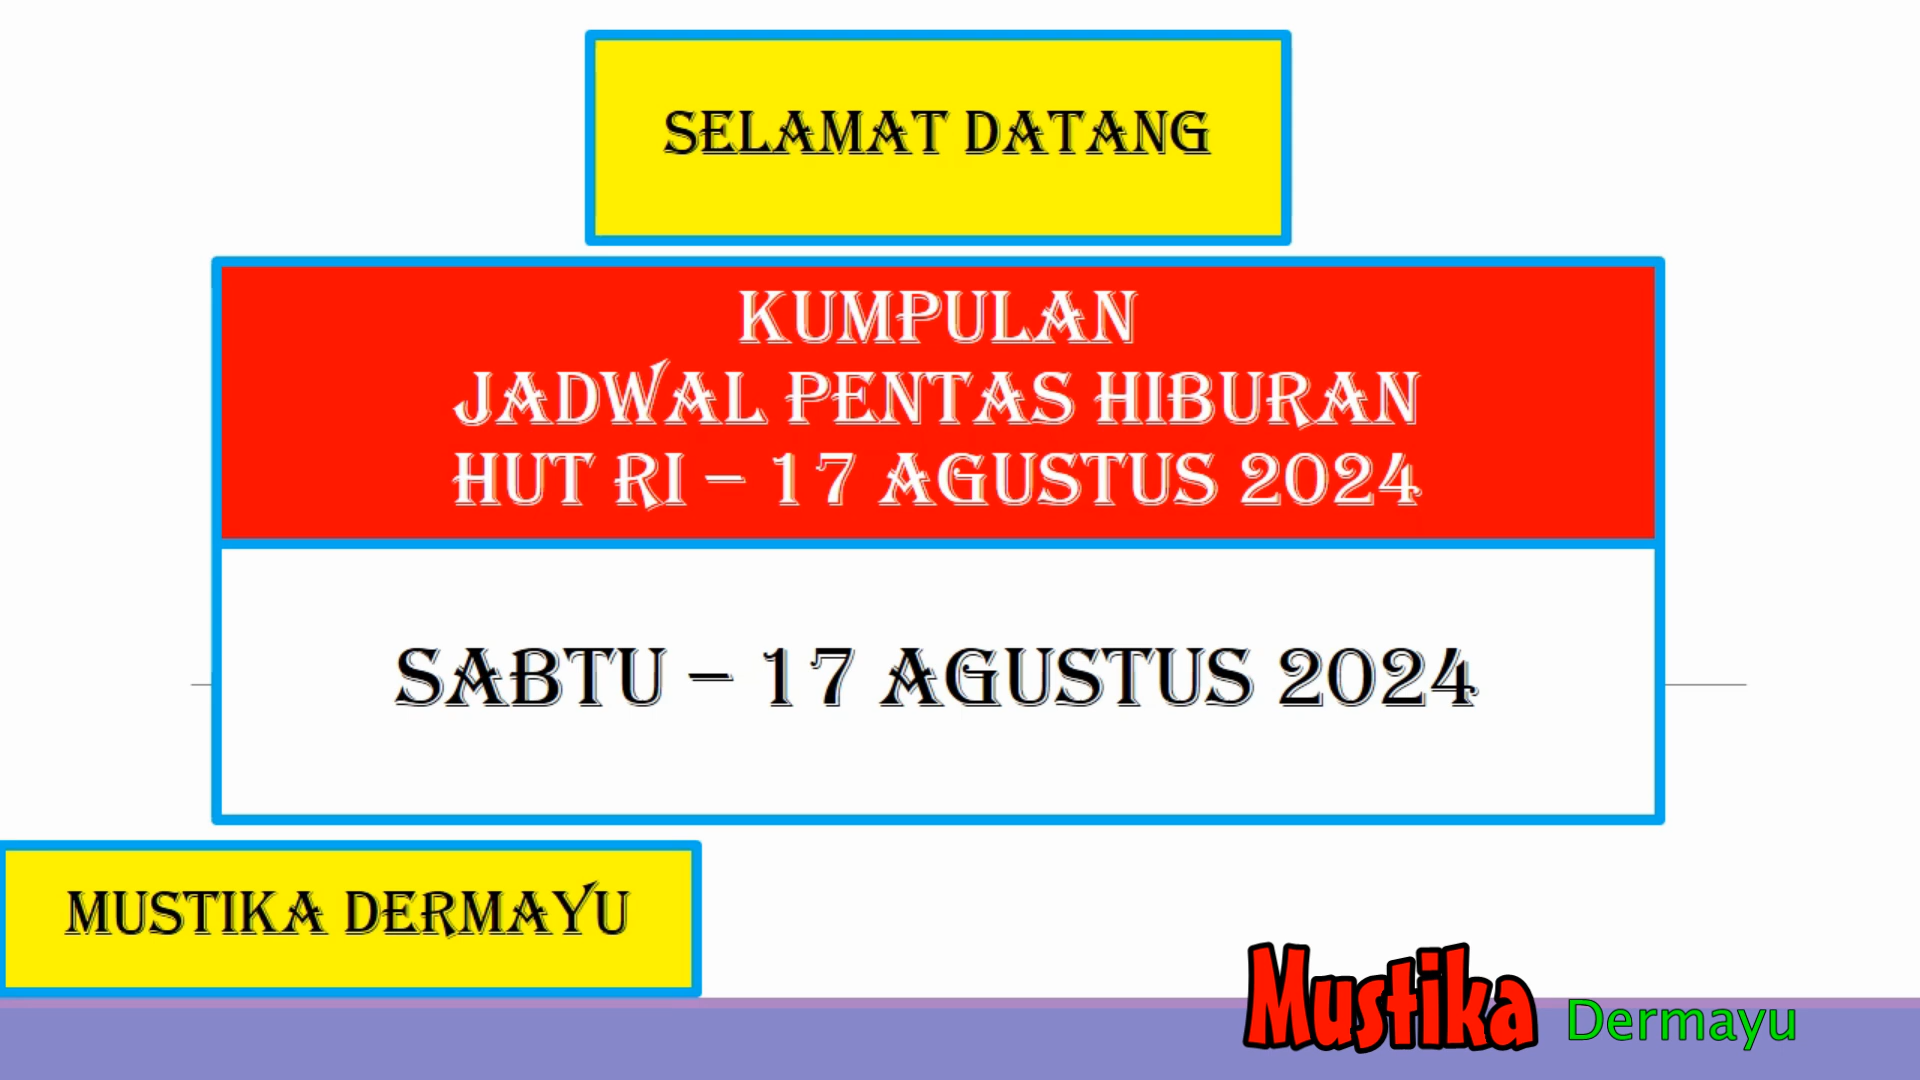 SELAMAT DATANG
KUMPULAN
JADWAL PENTAS HIBURAN
HUT RI – 17 AGUSTUS 2024
SABTU – 17 AGUSTUS 2024
MUSTIKA DERMAYU
Mustika Dermayu